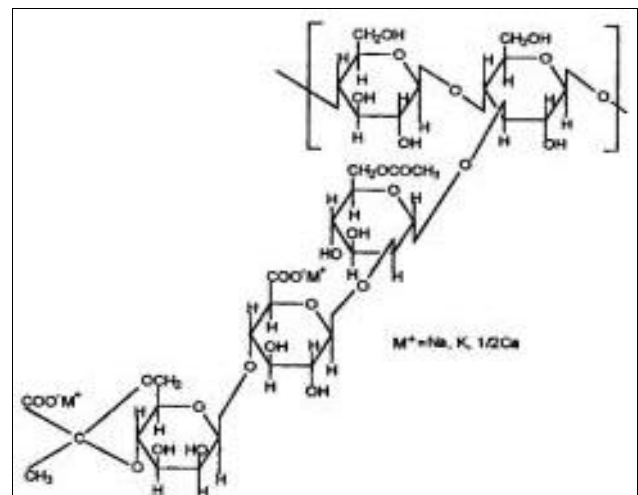 CH₂OH CH₂OH
H O H O
H H
OH OH
H H H
H OH H OH
O O
CH₂OCOCH₃
O
H H
OH
HO
H H
O
COO⁻M⁺
H O
H
OH H
H OH
O
M⁺=Na, K, 1/2Ca
COO⁻M⁺
OCH₂
H O
C
OH HO
O
CH₃
H H H